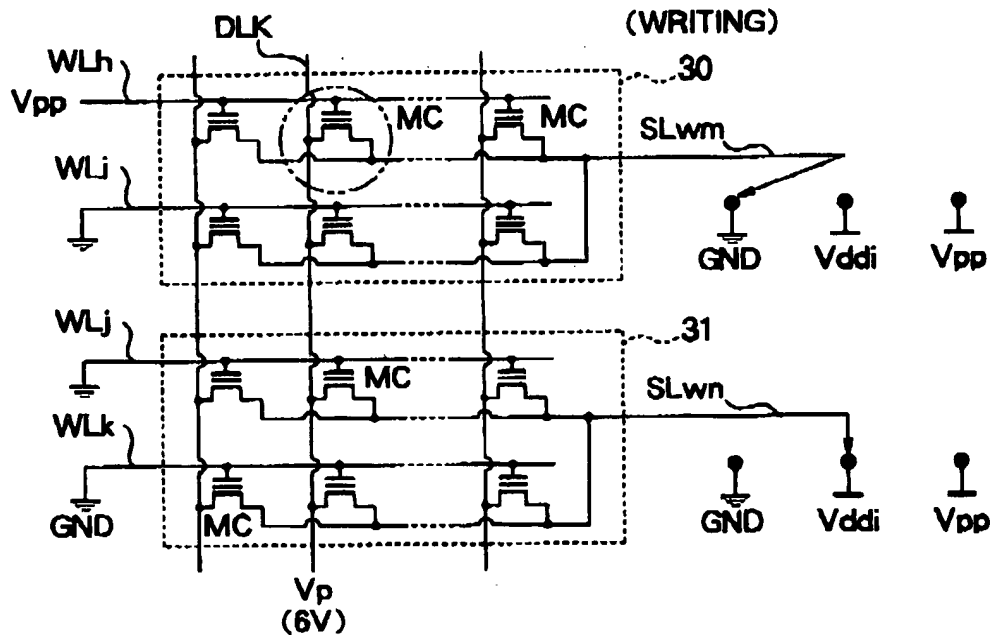 (WRITING)
DLK
WLh
30
Vpp
MC
MC
SLwm
WLi
GND
Vddi
Vpp
WLj
31
MC
SLwn
WLk
GND
MC
GND
Vddi
Vpp
Vp
(6V)